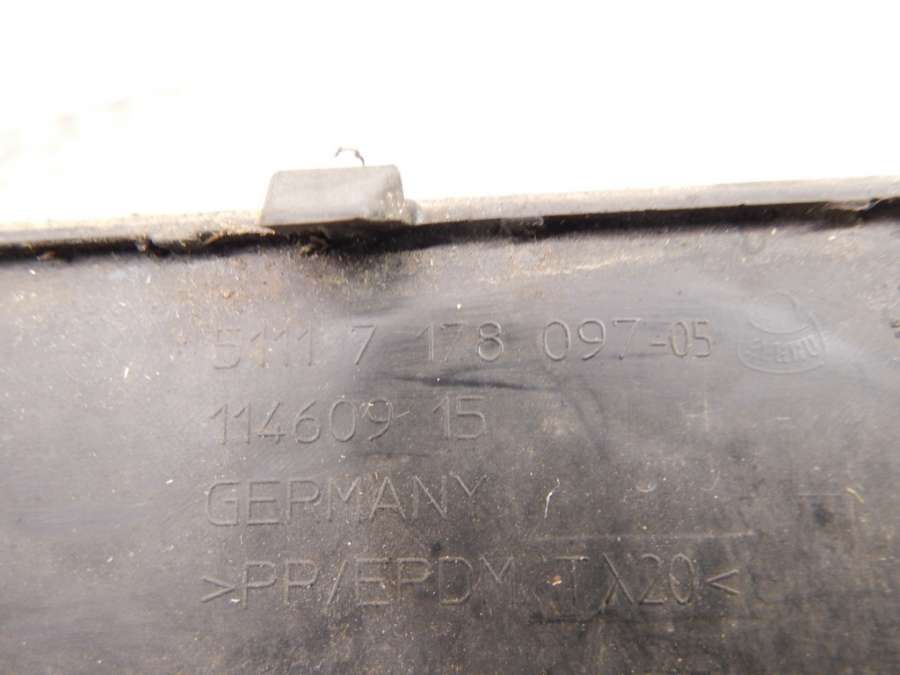 5111 7 178 097-05
114609 15
GERMANY
>PP/EPDM TX20<